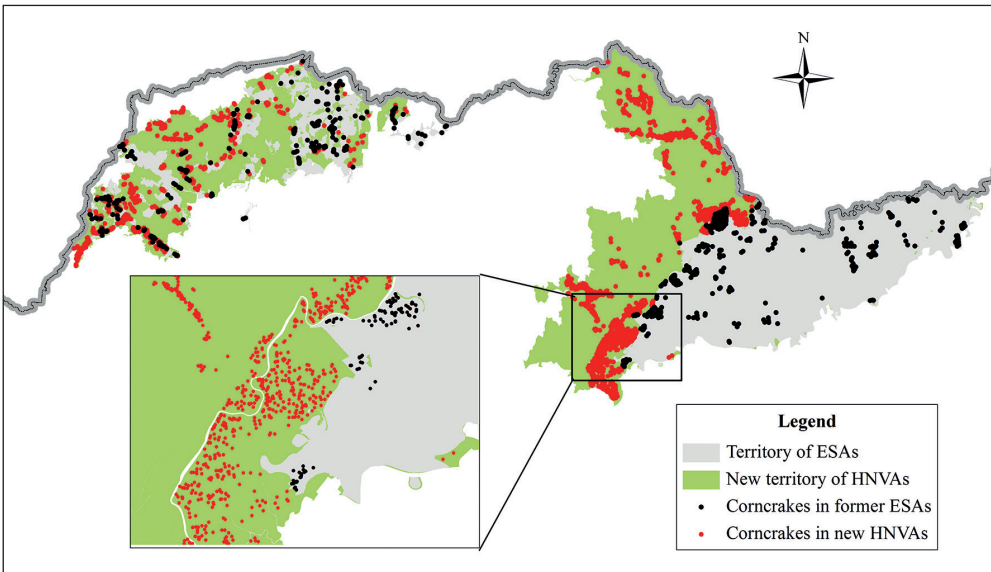 N
Legend
Territory of ESAs
New territory of HNVAs
Corncrakes in former ESAs
Corncrakes in new HNVAs